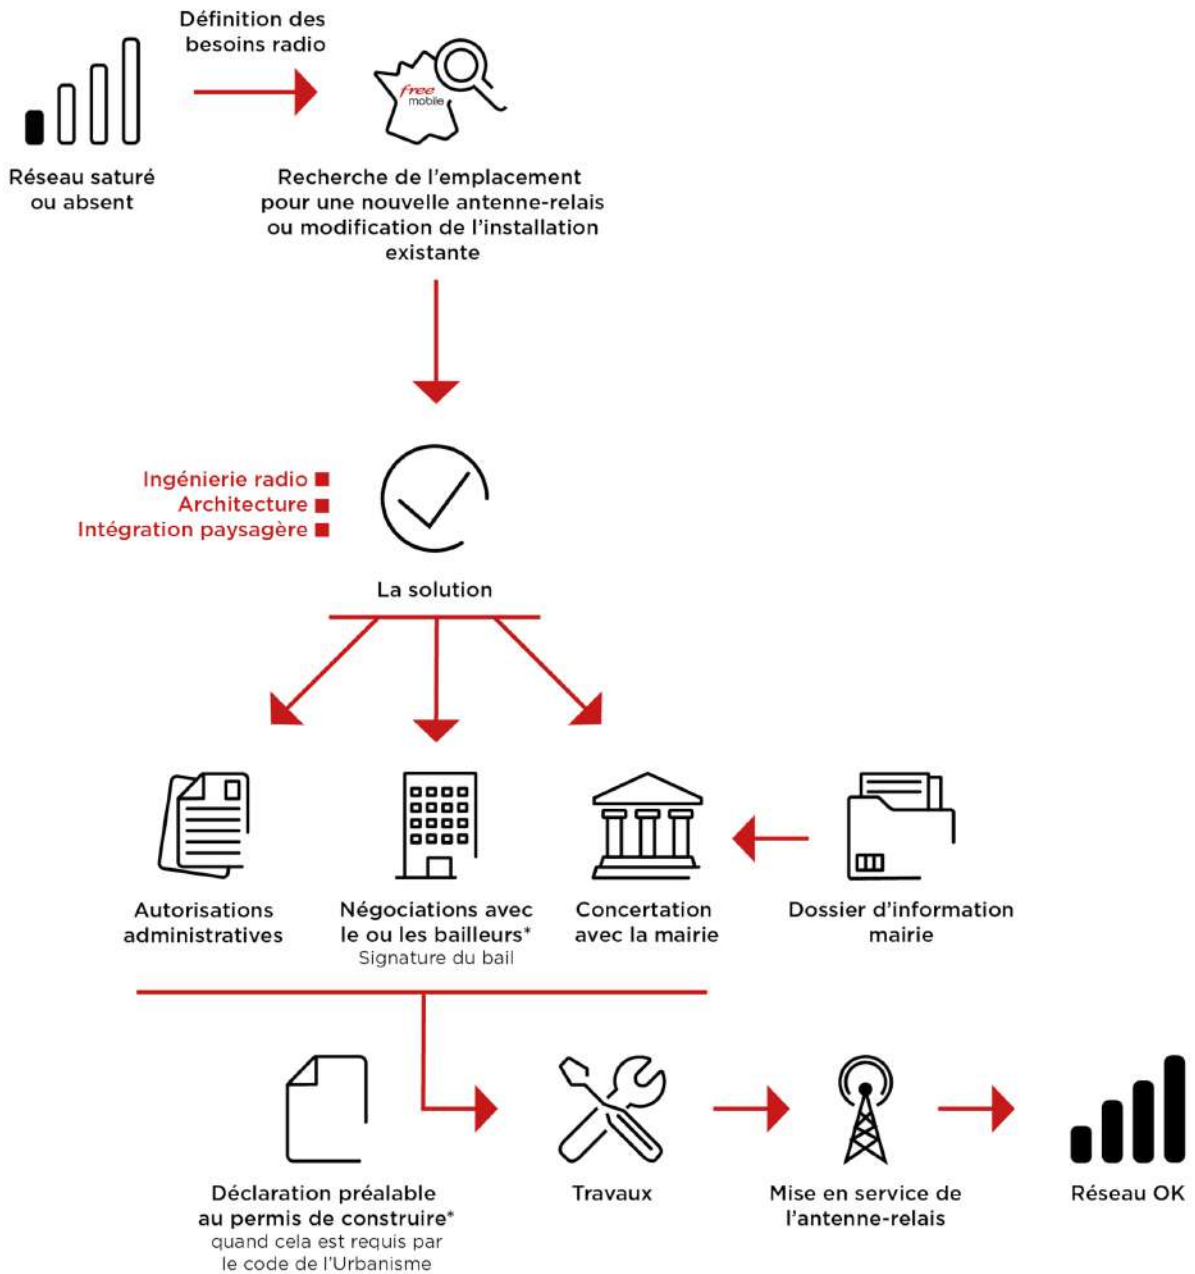 Définition des
besoins radio
free
mobile
Réseau saturé
ou absent
Recherche de l'emplacement
pour une nouvelle antenne-relais
ou modification de l'installation
existante
Ingénierie radio
Architecture
Intégration paysagère
La solution
Autorisations
administratives
Négociations avec
le ou les bailleurs*
Signature du bail
Concertation
avec la mairie
Dossier d'information
mairie
Déclaration préalable
au permis de construire*
quand cela est requis par
le code de l'Urbanisme
Travaux
Mise en service de
l'antenne-relais
Réseau OK